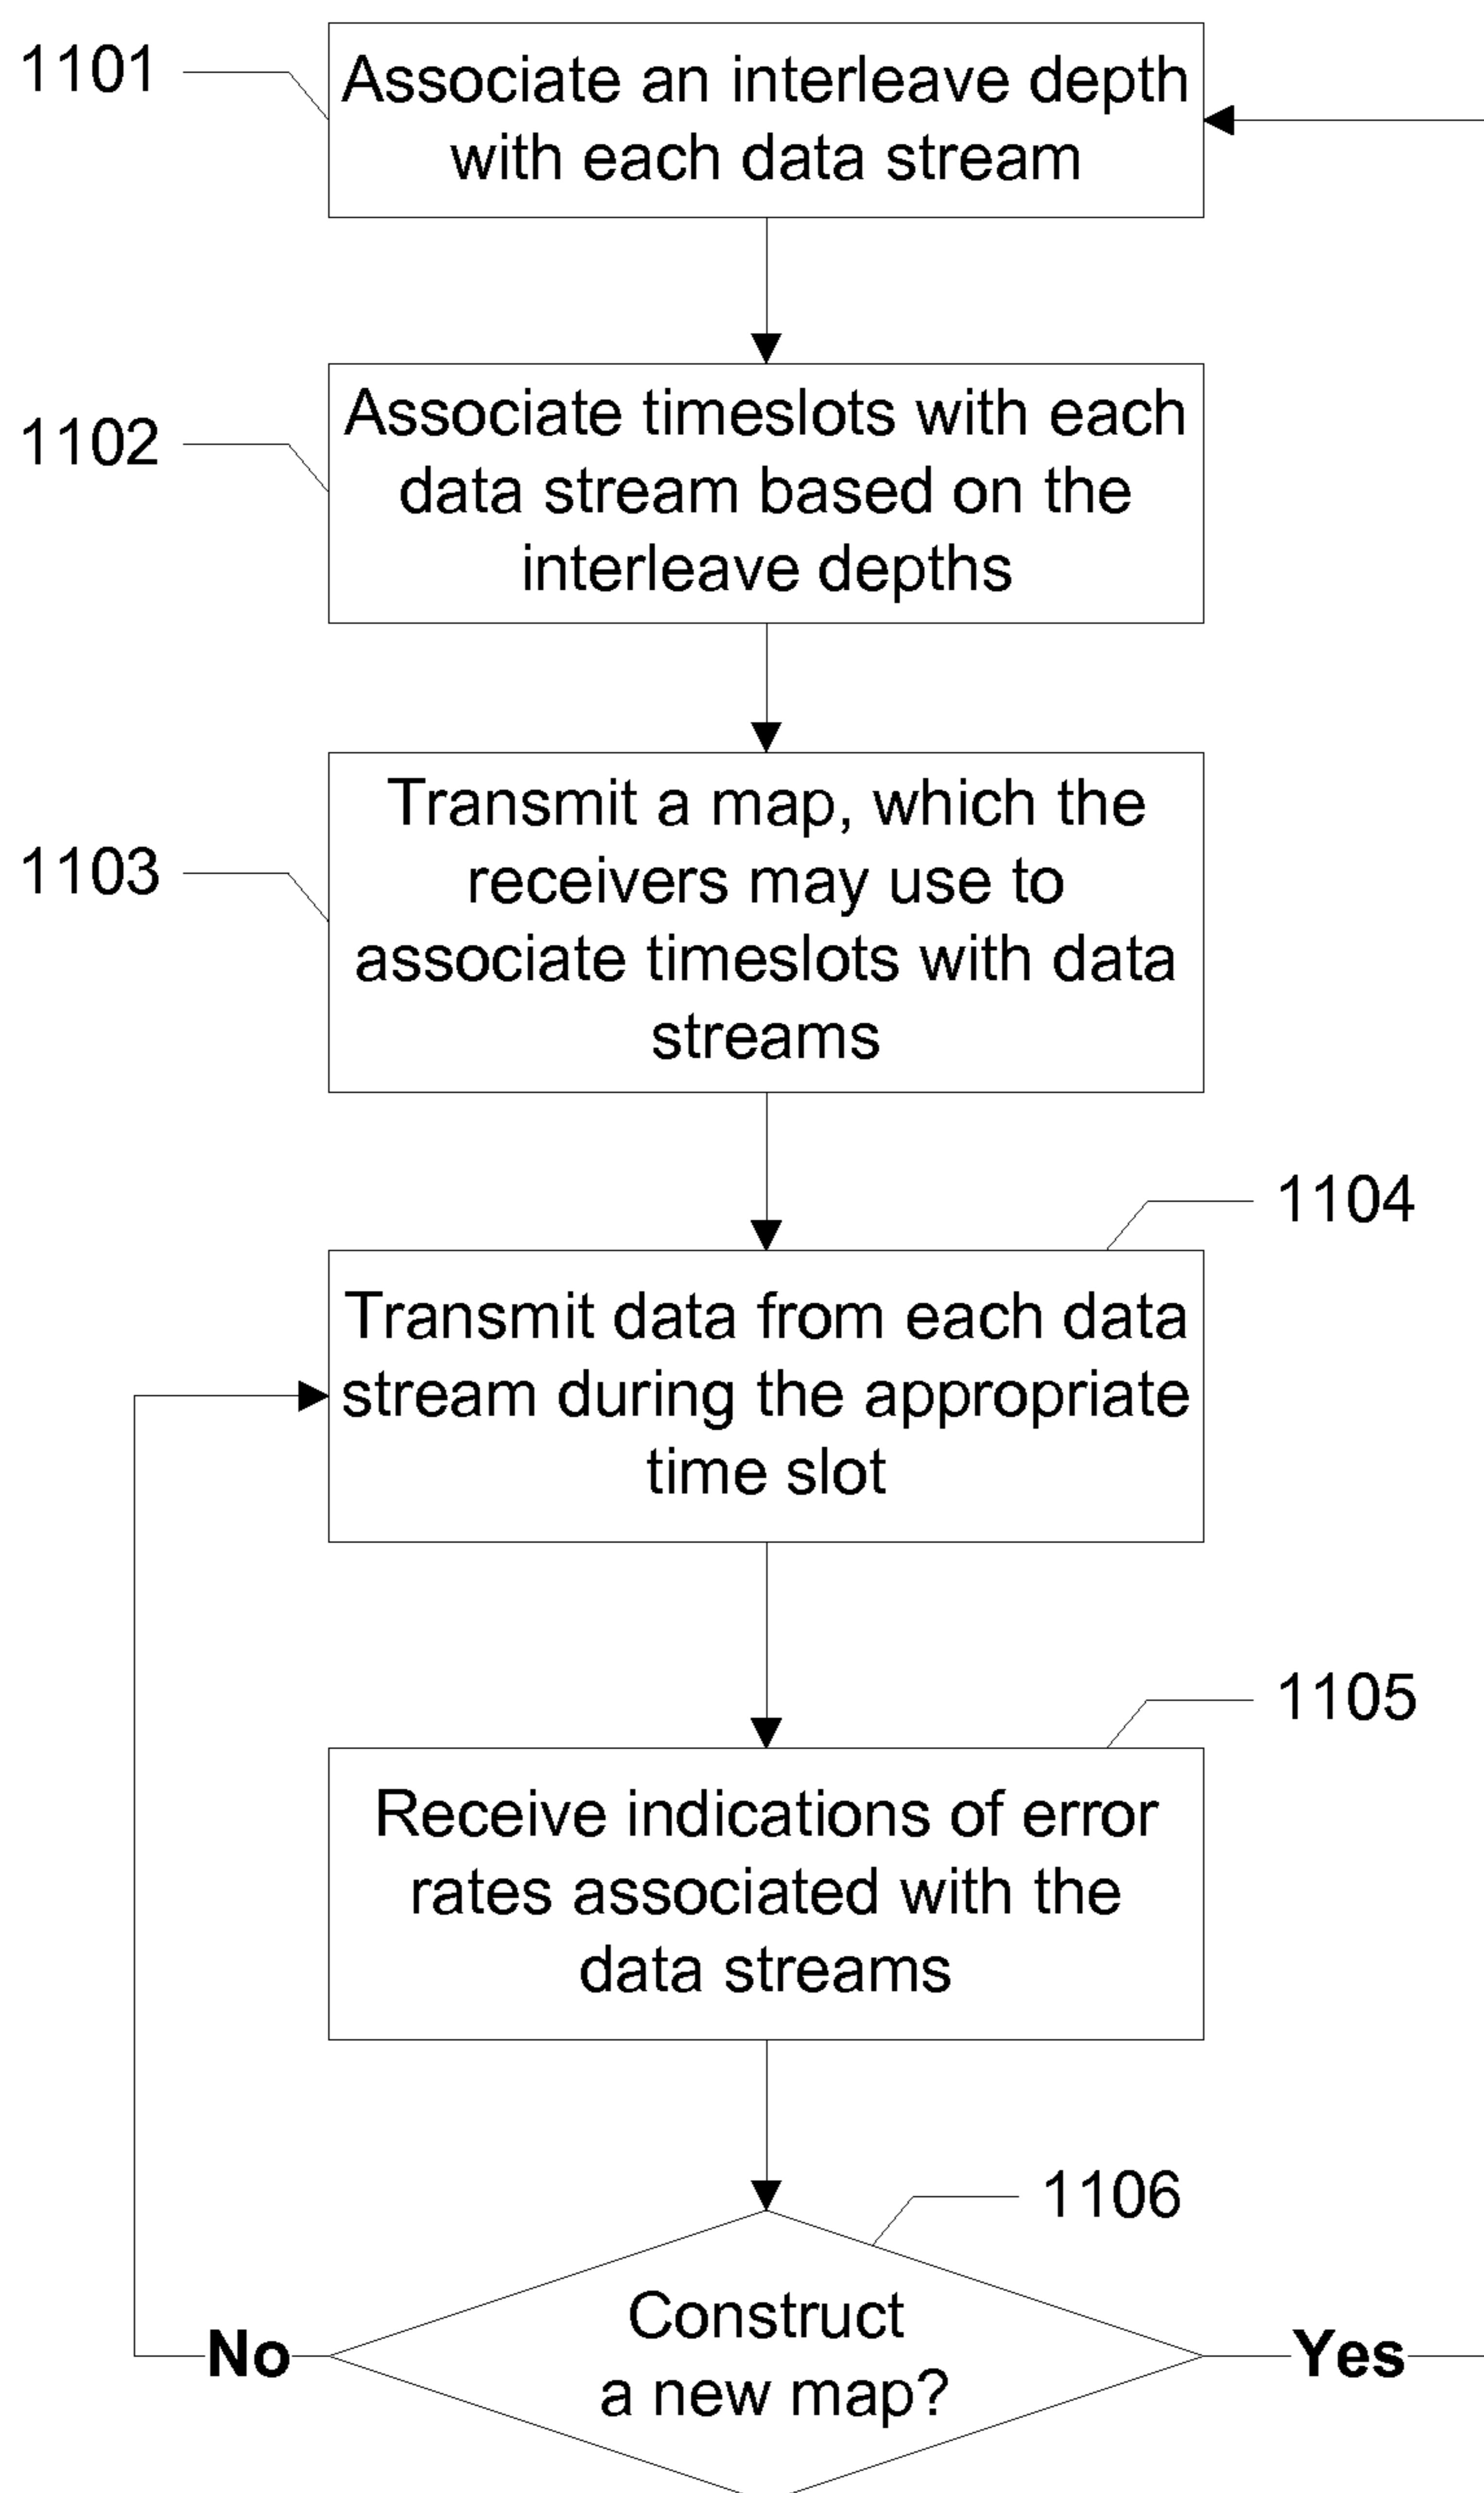 1101
Associate an interleave depth
with each data stream
1102
Associate timeslots with each
data stream based on the
interleave depths
1103
Transmit a map, which the
receivers may use to
associate timeslots with data
streams
1104
Transmit data from each data
stream during the appropriate
time slot
1105
Receive indications of error
rates associated with the
data streams
1106
Construct
a new map?
No
Yes